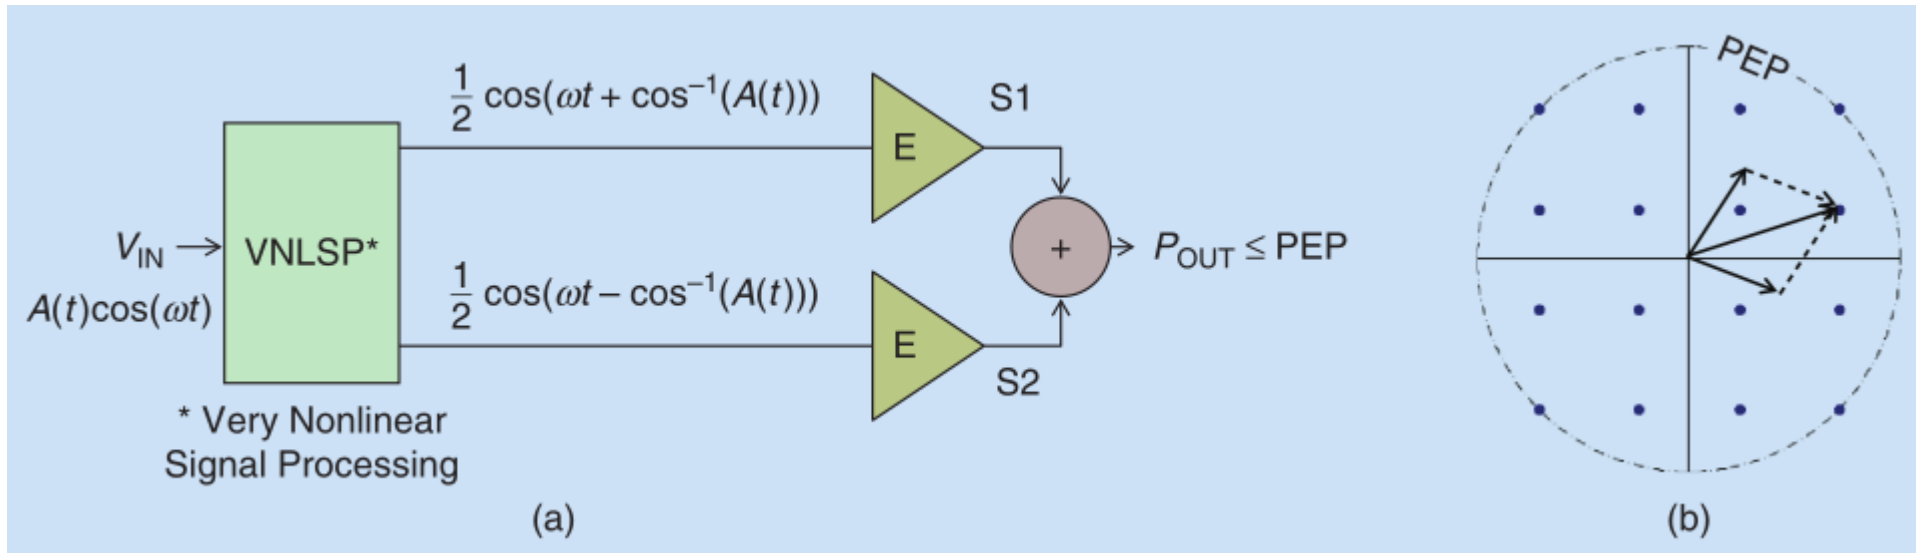 1/2 cos(ωt + cos⁻¹(A(t)))
S1
E
VNLSP*
V_IN
A(t)cos(ωt)
+
P_OUT ≤ PEP
1/2 cos(ωt – cos⁻¹(A(t)))
E
S2
* Very Nonlinear
Signal Processing
(a)
PEP
(b)